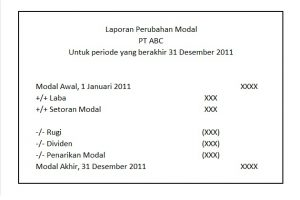 Laporan Perubahan Modal
PT ABC
Untuk periode yang berakhir 31 Desember 2011
Modal Awal, 1 Januari 2011 XXXX
+/+ Laba XXX
+/+ Setoran Modal XXX
-/- Rugi (XXX)
-/- Dividen (XXX)
-/- Penarikan Modal (XXX)
Modal Akhir, 31 Desember 2011 XXXX